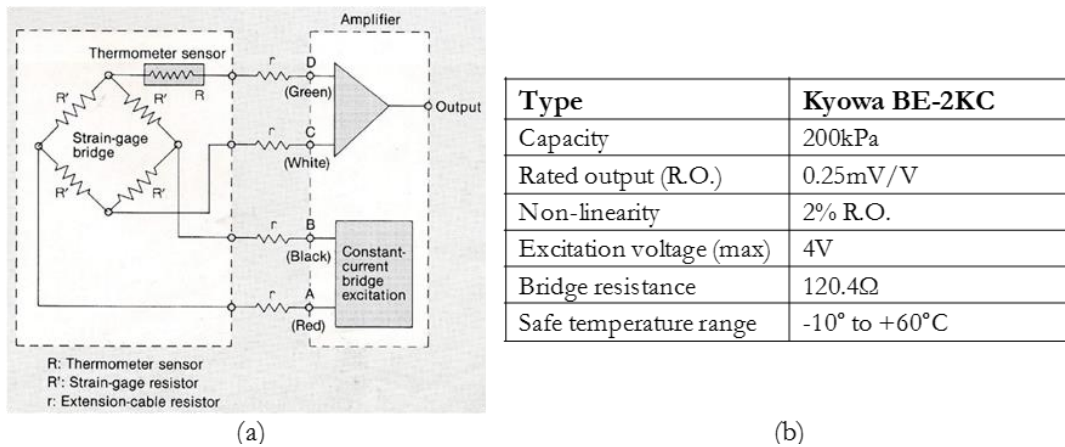 Amplifier
Thermometer sensor
r
D
R'
R'
R
(Green)
Output
Strain-gage
bridge
r
C
(White)
R'
R'
r
B
(Black)
Constant-
current
bridge
excitation
r
A
(Red)
R: Thermometer sensor
R': Strain-gage resistor
r: Extension-cable resistor
(a)
Type Kyowa BE-2KC
Capacity 200kPa
Rated output (R.O.) 0.25mV/V
Non-linearity 2% R.O.
Excitation voltage (max) 4V
Bridge resistance 120.4Ω
Safe temperature range -10° to +60°C
(b)